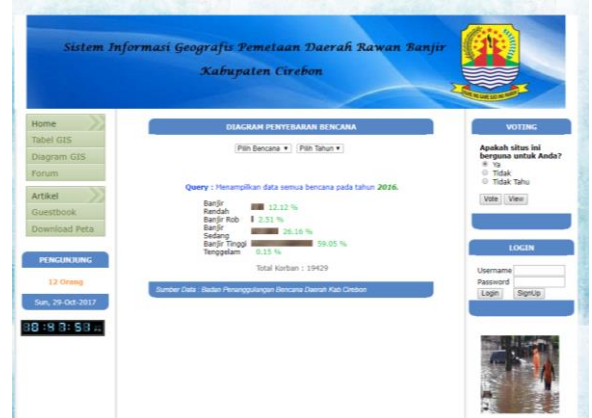 Sistem Informasi Geografis Pemetaan Daerah Rawan Banjir
Kabupaten Cirebon
Home
Tabel GIS
Diagram GIS
Forum
Artikel
Guestbook
Download Peta
PENGUNJUNG
12 Orang
Sun, 29-Oct-2017
DIAGRAM PENYEBARAN BENCANA
Pilih Bencana
Pilih Tahun
Query : Menampilkan data semua bencana pada tahun 2016.
Banjir
Rendah 12.12 %
Banjir Rob 2.51 %
Banjir
Sedang 26.16 %
Banjir Tinggi 59.05 %
Tenggelam 0.15 %
Total Korban : 19429
Sumber Data : Badan Penanggulangan Bencana Daerah Kab Cirebon
VOTING
Apakah situs ini
berguna untuk Anda?
Ya
Tidak
Tidak Tahu
Vote View
LOGIN
Username
Password
Login SignUp